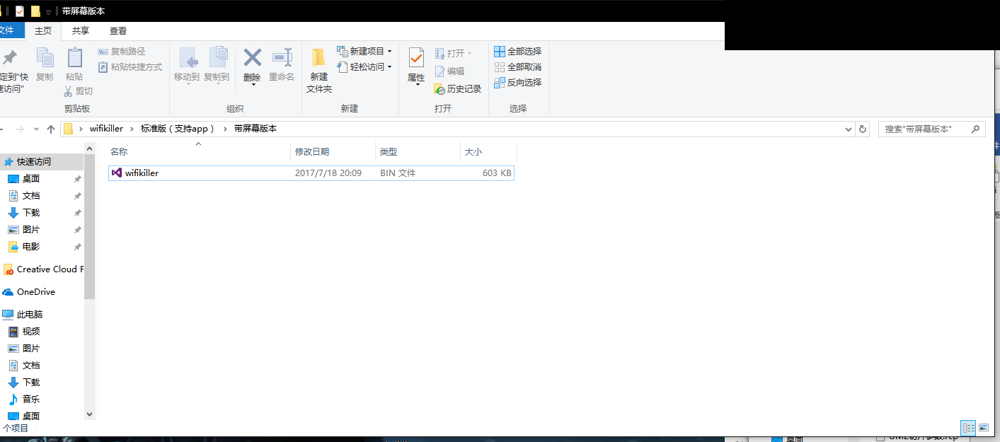 带屏幕版本
文件
主页
共享
查看
定到"快
速访问"
复制
粘贴
复制路径
粘贴快捷方式
剪切
剪贴板
移动到
复制到
删除
重命名
组织
新建
文件夹
新建项目
轻松访问
新建
属性
打开
编辑
历史记录
打开
全部选择
全部取消
反向选择
选择
wifikiller
标准版（支持app）
带屏幕版本
搜索"带屏幕版本"
名称
修改日期
类型
大小
wifikiller
2017/7/18 20:09
BIN 文件
603 KB
快速访问
桌面
文档
下载
图片
电影
Creative Cloud F
OneDrive
此电脑
视频
图片
文档
下载
音乐
桌面
个项目
桌面